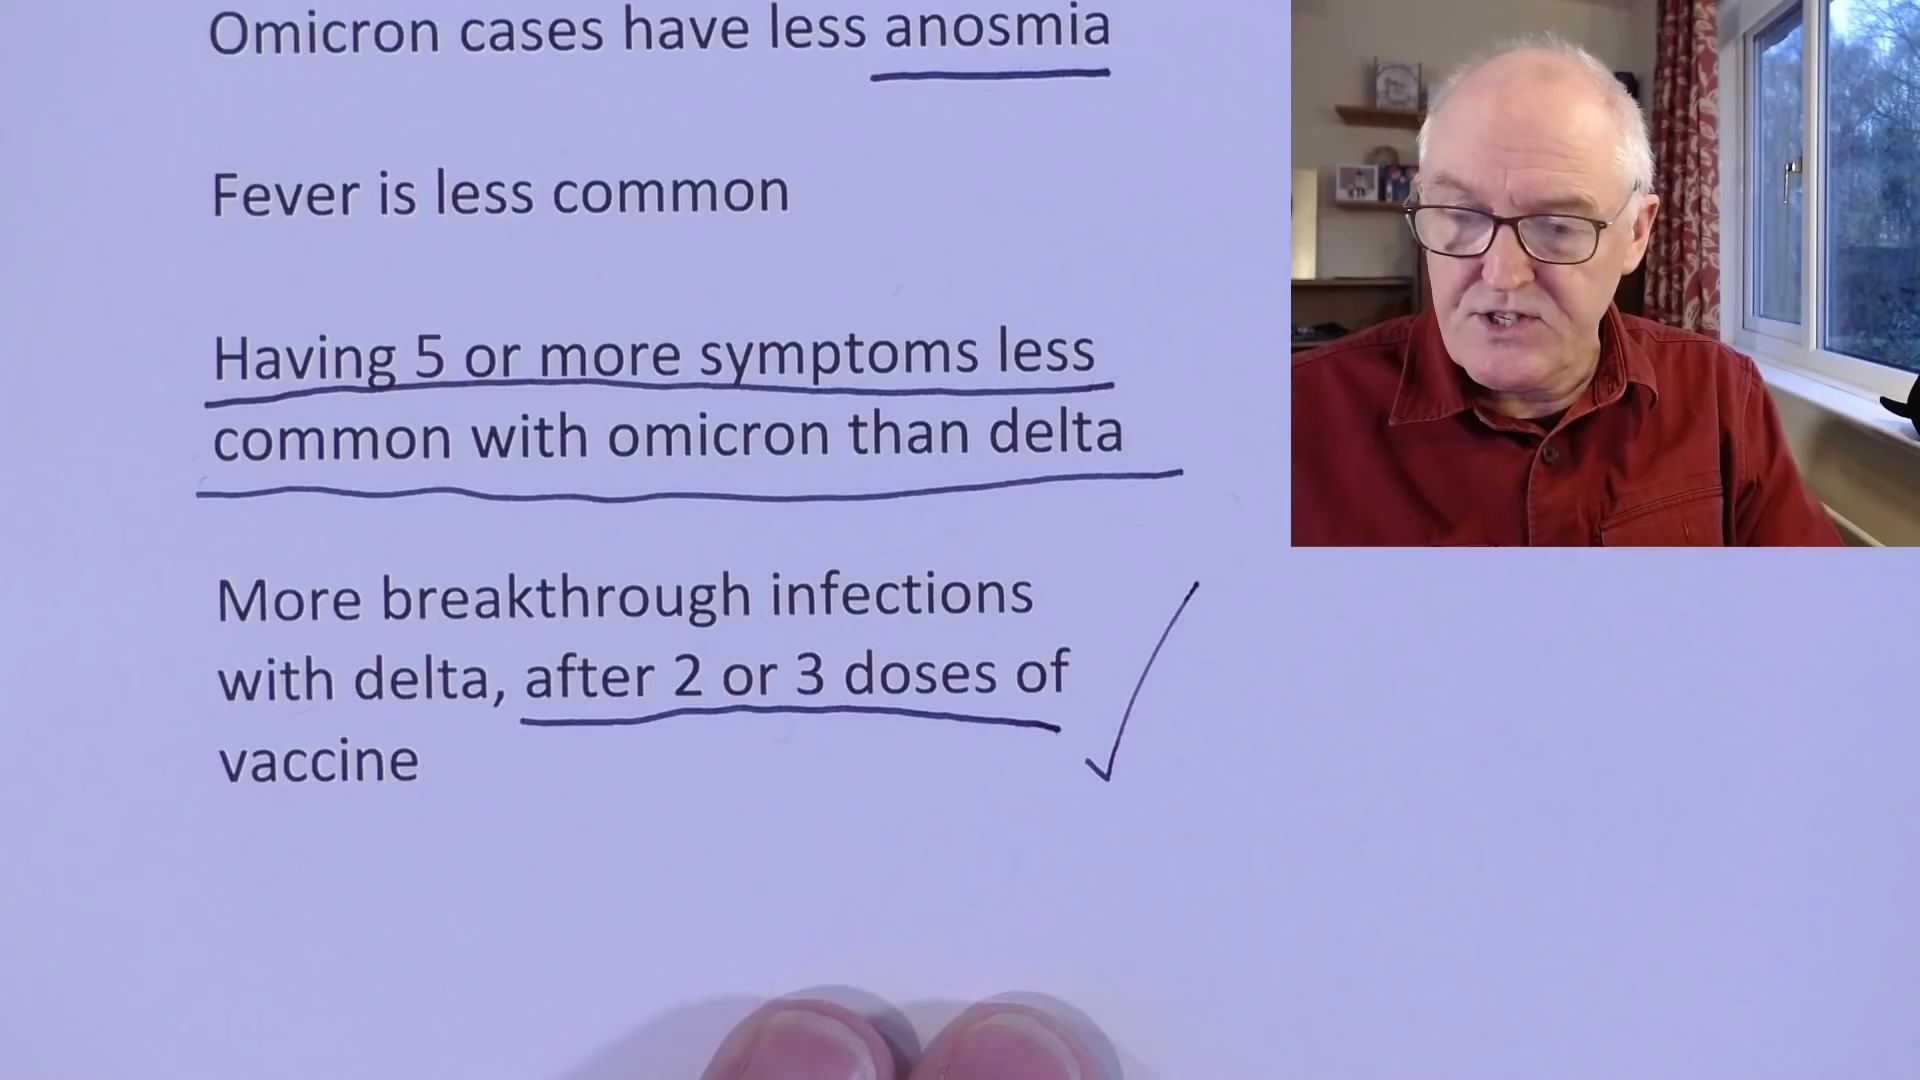 Omicron cases have less anosmia
Fever is less common
Having 5 or more symptoms less
common with omicron than delta
More breakthrough infections
with delta, after 2 or 3 doses of
vaccine